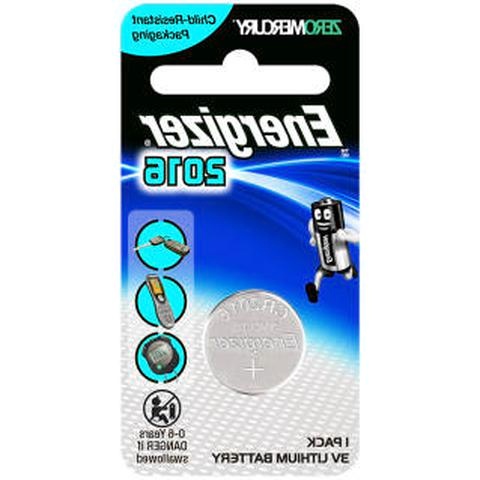 ZEROMERCURY
Child-Resistant
Packaging
Energizer
2016
CR2016
Energizer
+
0-6 Years
DANGER if
swallowed
1 PACK
3V LITHIUM BATTERY